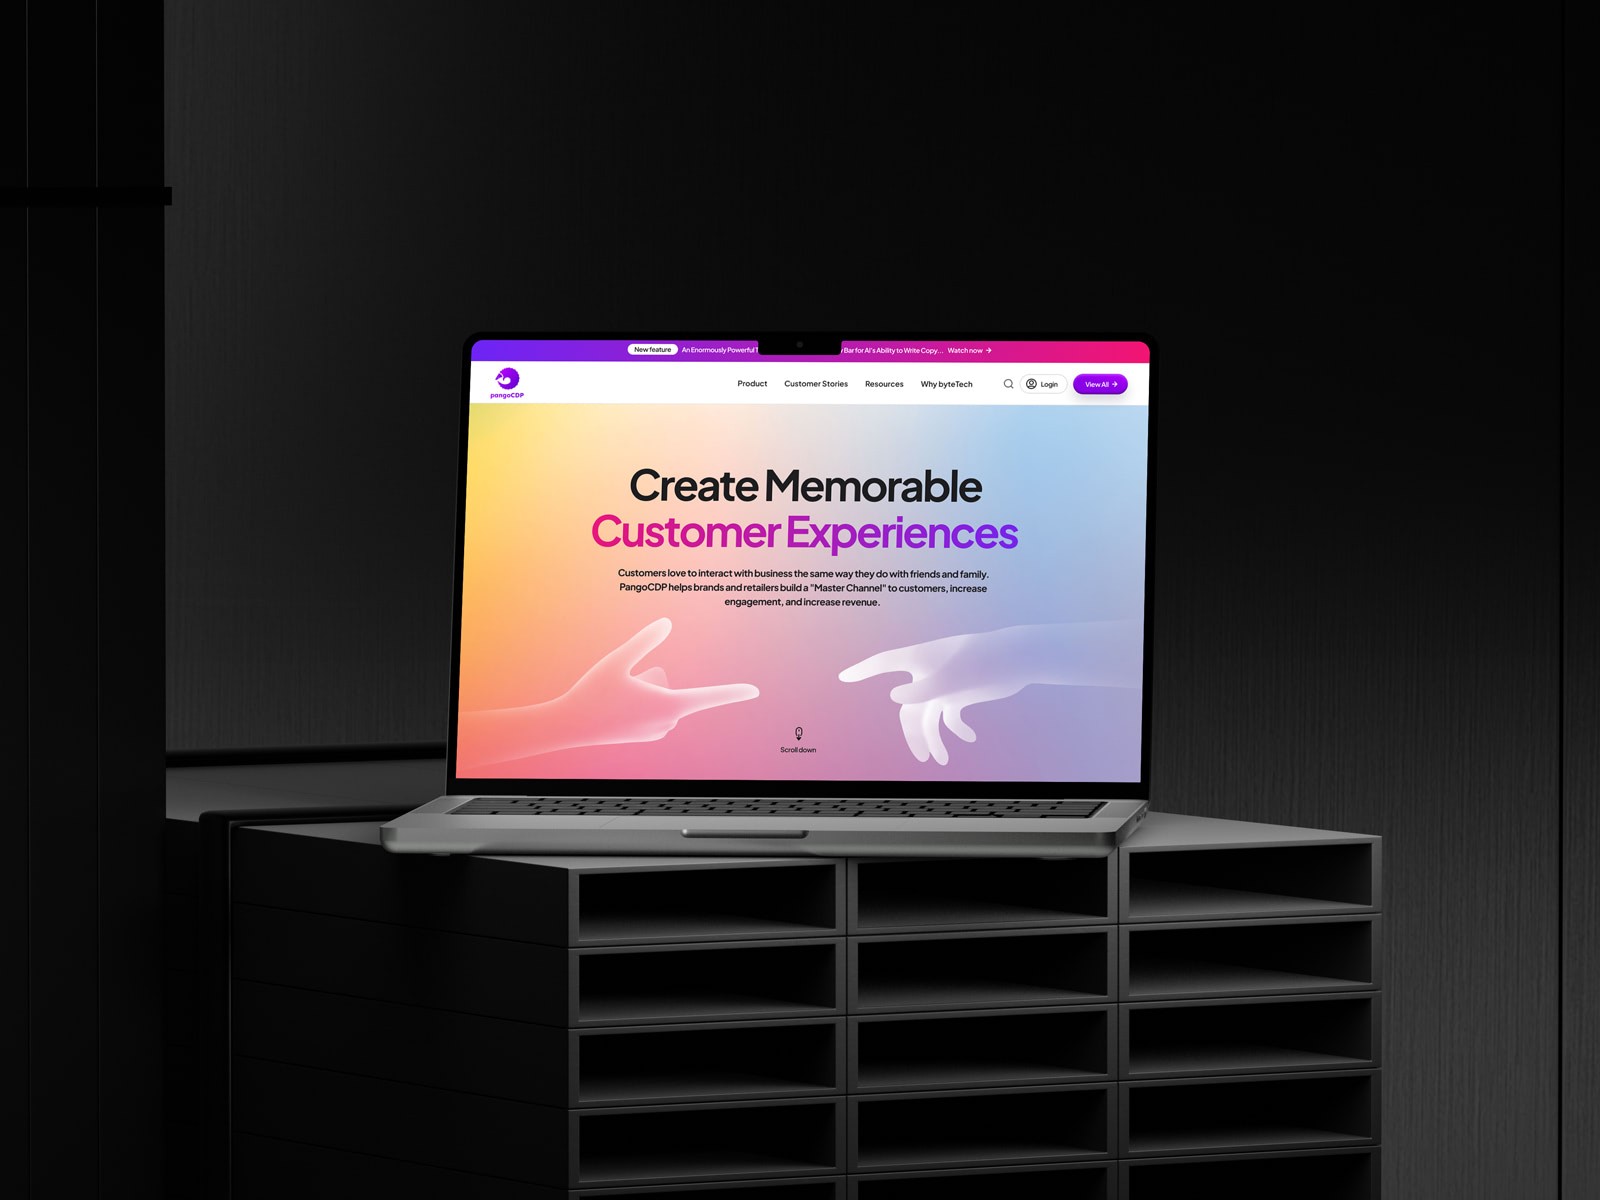 New feature An Enormously Powerful Bar for AI's Ability to Write Copy... Watch now →
pangoCDP
Product Customer Stories Resources Why byteTech Login View All →
Create Memorable
Customer Experiences
Customers love to interact with business the same way they do with friends and family.
PangoCDP helps brands and retailers build a "Master Channel" to customers, increase
engagement, and increase revenue.
Scroll down